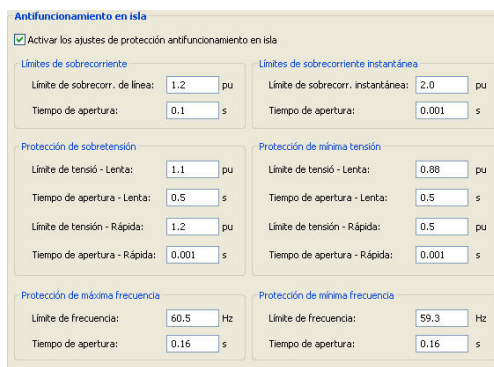 Antifuncionamiento en isla
Activar los ajustes de protección antifuncionamiento en isla
Límites de sobrecorriente
Límite de sobrecorr. de línea: 1.2 pu
Tiempo de apertura: 0.1 s
Límites de sobrecorriente instantánea
Límite de sobrecorr. instantánea: 2.0 pu
Tiempo de apertura: 0.001 s
Protección de sobretensión
Límite de tensió - Lenta: 1.1 pu
Tiempo de apertura - Lenta: 0.5 s
Límite de tensión - Rápida: 1.2 pu
Tiempo de apertura - Rápida: 0.001 s
Protección de mínima tensión
Límite de tensió - Lenta: 0.88 pu
Tiempo de apertura - Lenta: 0.5 s
Límite de tensión - Rápida: 0.5 pu
Tiempo de apertura - Rápida: 0.001 s
Protección de máxima frecuencia
Límite de frecuencia: 60.5 Hz
Tiempo de apertura: 0.16 s
Protección de mínima frecuencia
Límite de frecuencia: 59.3 Hz
Tiempo de apertura: 0.16 s